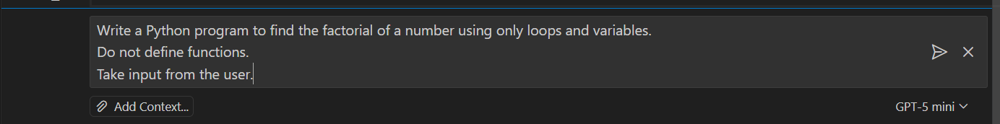 Write a Python program to find the factorial of a number using only loops and variables.
Do not define functions.
Take input from the user.
Add Context...
GPT-5 mini